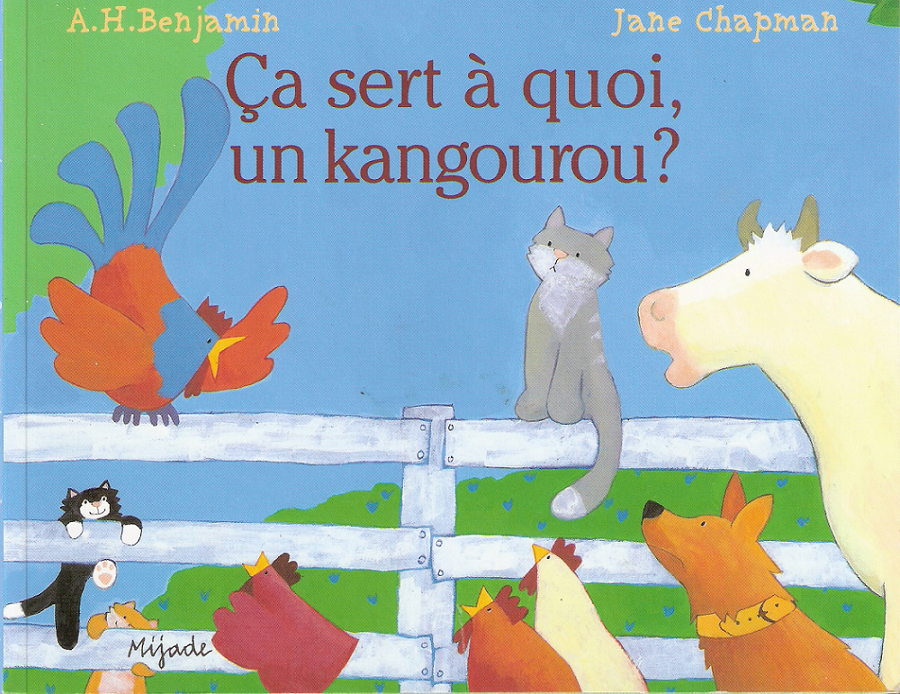 A.H.Benjamin
Jane Chapman
Ça sert à quoi,
un kangourou?
Mijade